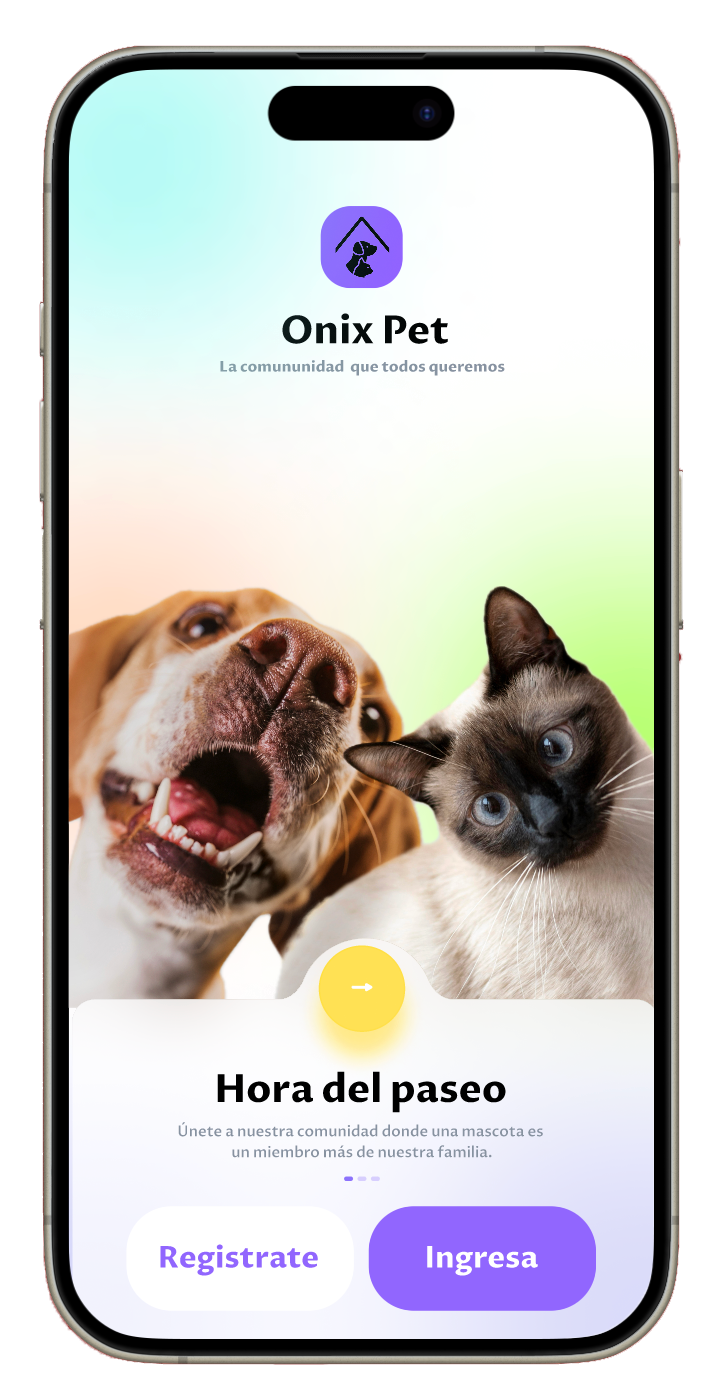 Onix Pet
La comununidad que todos queremos
Hora del paseo
Únete a nuestra comunidad donde una mascota es
un miembro más de nuestra familia.
Registrate
Ingresa